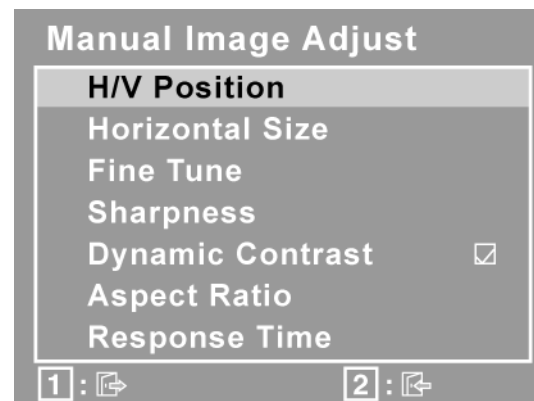 Manual Image Adjust
H/V Position
Horizontal Size
Fine Tune
Sharpness
Dynamic Contrast
Aspect Ratio
Response Time
1 : 2 :